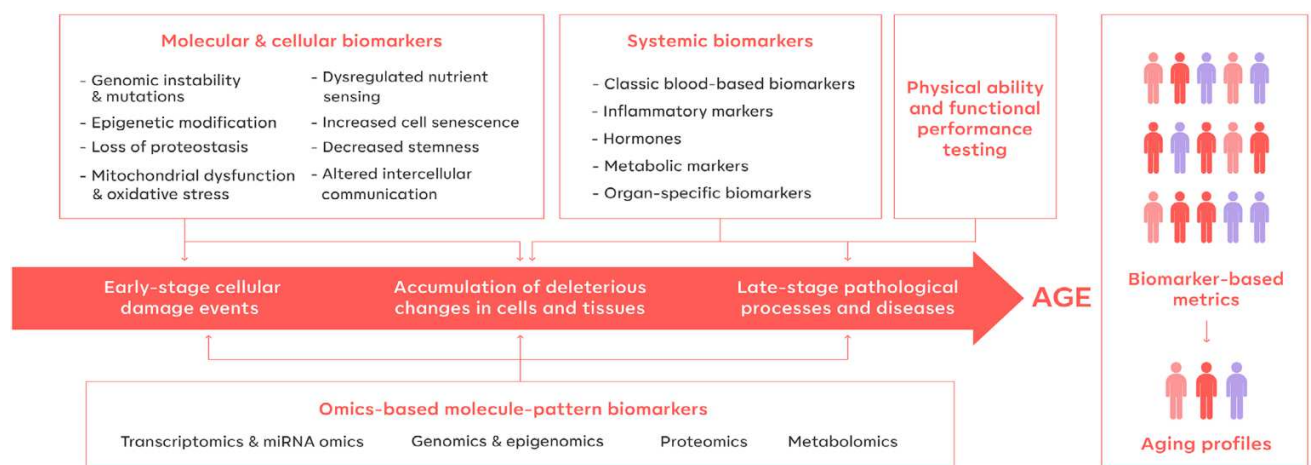 Molecular & cellular biomarkers
- Genomic instability
& mutations
- Epigenetic modification
- Loss of proteostasis
- Mitochondrial dysfunction
& oxidative stress
- Dysregulated nutrient
sensing
- Increased cell senescence
- Decreased stemness
- Altered intercellular
communication
Systemic biomarkers
- Classic blood-based biomarkers
- Inflammatory markers
- Hormones
- Metabolic markers
- Organ-specific biomarkers
Physical ability
and functional
performance
testing
Early-stage cellular
damage events
Accumulation of deleterious
changes in cells and tissues
Late-stage pathological
processes and diseases
AGE
Omics-based molecule-pattern biomarkers
Transcriptomics & miRNA omics
Genomics & epigenomics
Proteomics
Metabolomics
Biomarker-based
metrics
Aging profiles